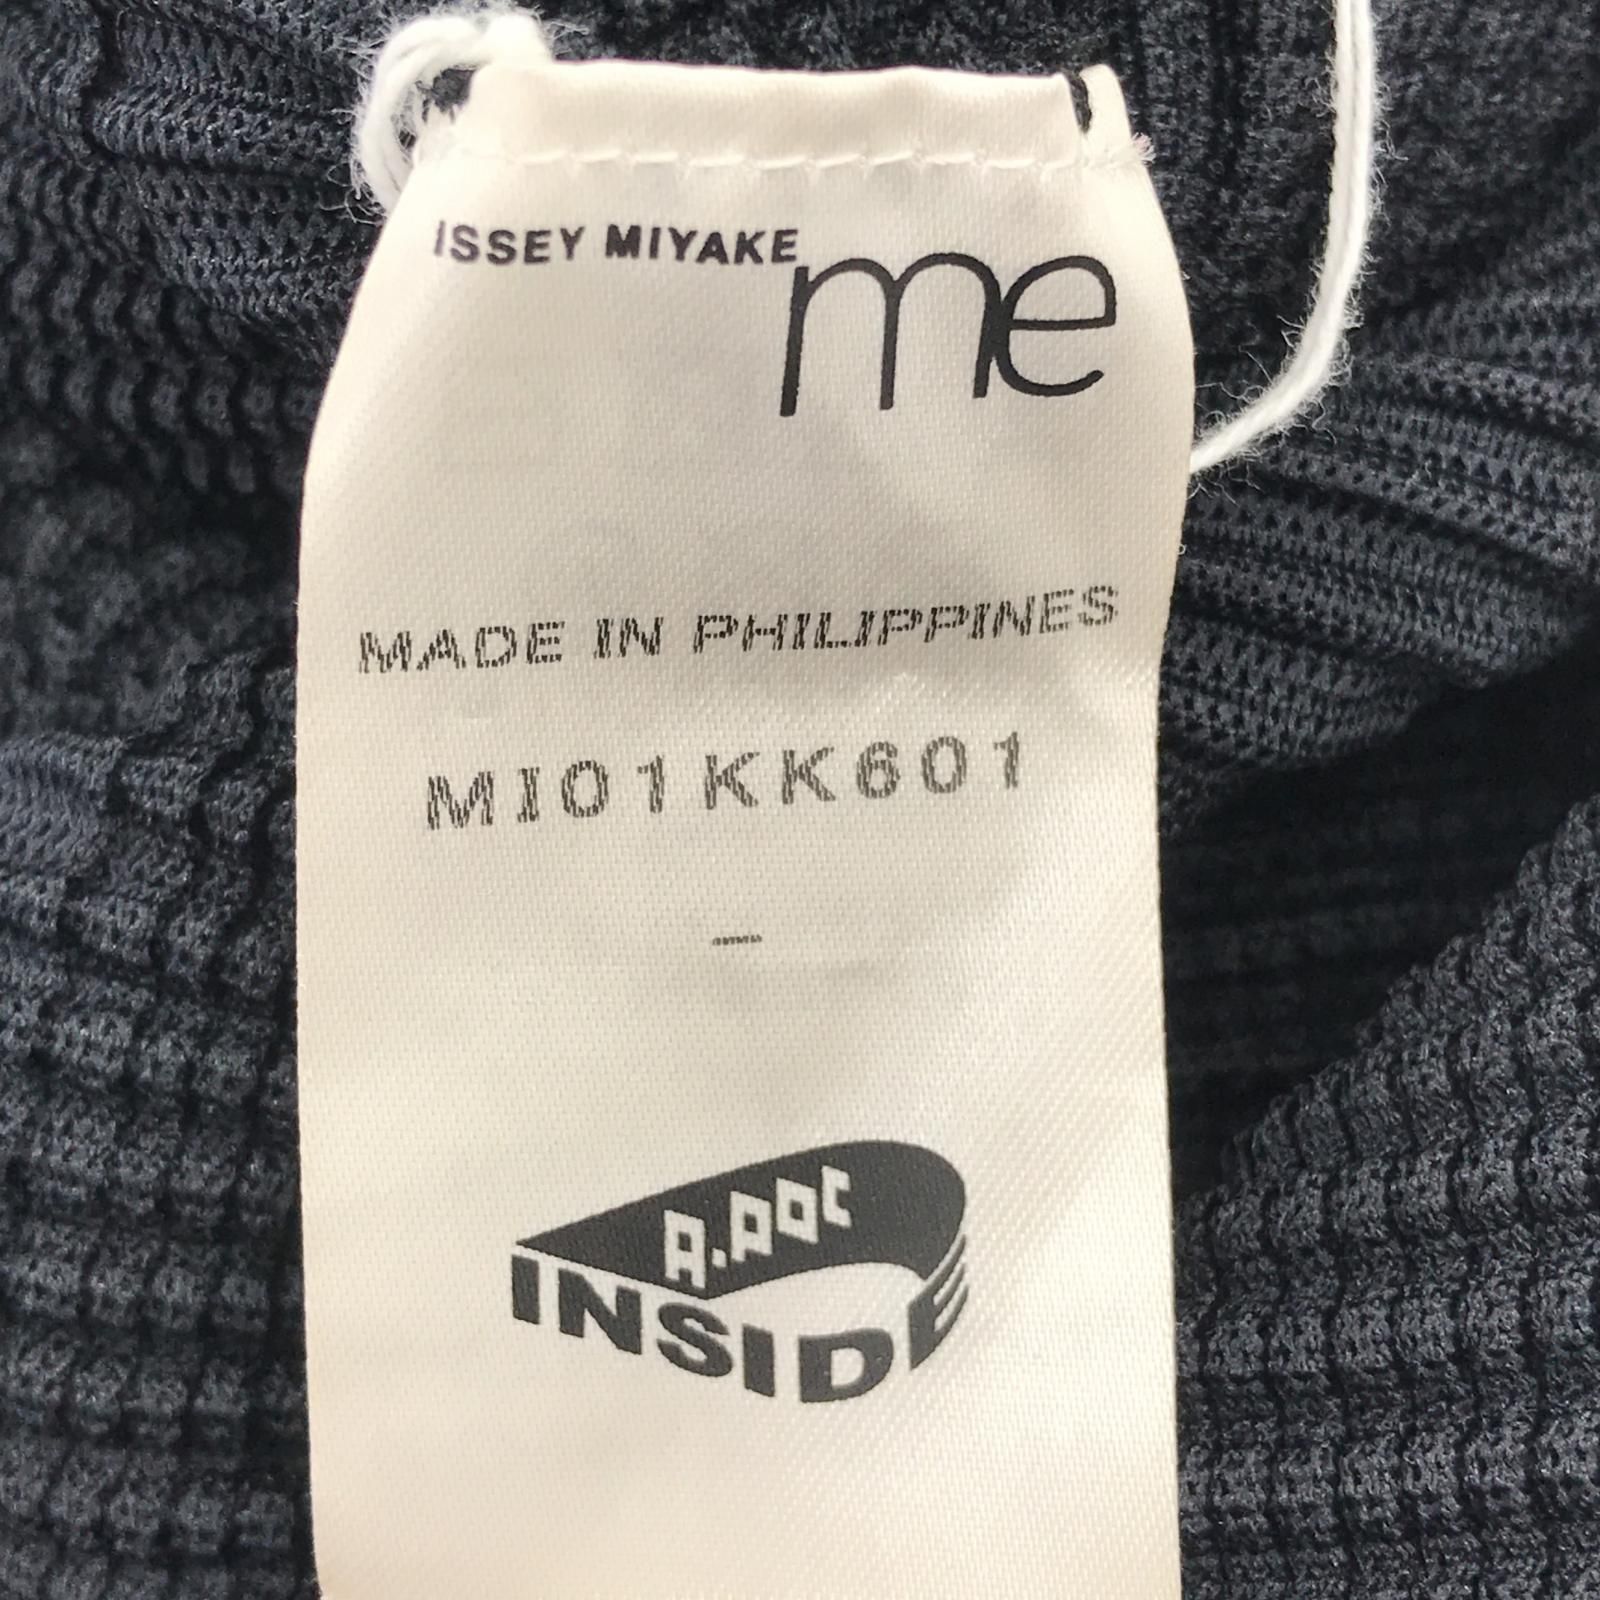 ISSEY MIYAKE me
MADE IN PHILIPPINES
MI01KK601
-
A-POC
INSIDE